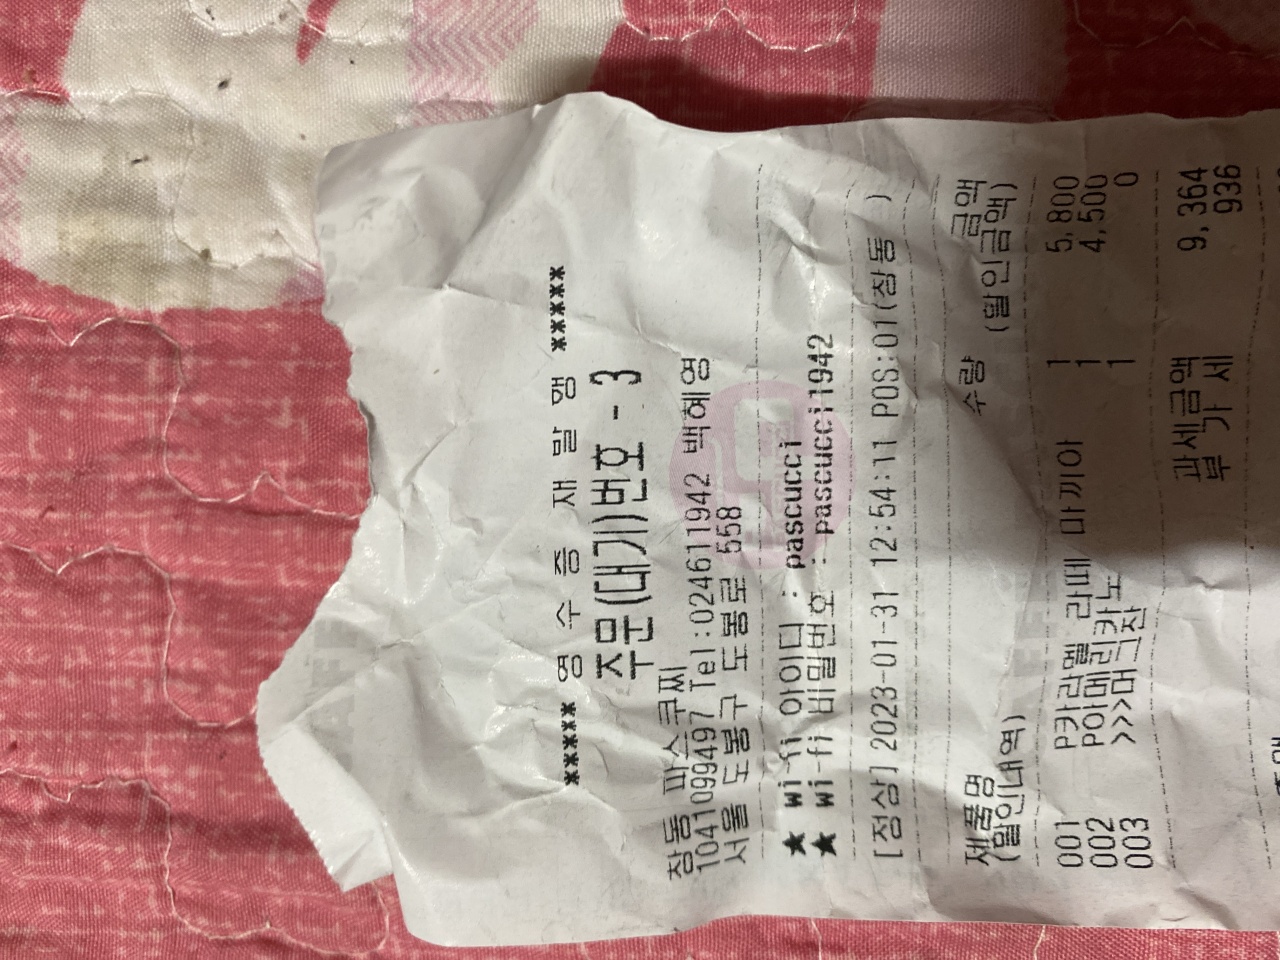 ***** 영 수 증 재 발 행 *****
주문(대기)번호 - 3
창동 파스쿠찌
1041099497 Tel:024611942 백혜영
서울 도봉구 도봉로 558
★ wi-fi 아이디 : pascucci
★ wi-fi 비밀번호 : pascucci1942
[정상] 2023-01-31 12:54:11 POS:01(창동 )
제품명 수량 금액
(할인내역) (할인금액)
001 P카라멜 라떼 마끼아 1 5,800
002 P아메리카노 1 4,500
003 >>>머그잔 1 0
과세금액 9,364
부 가 세 936